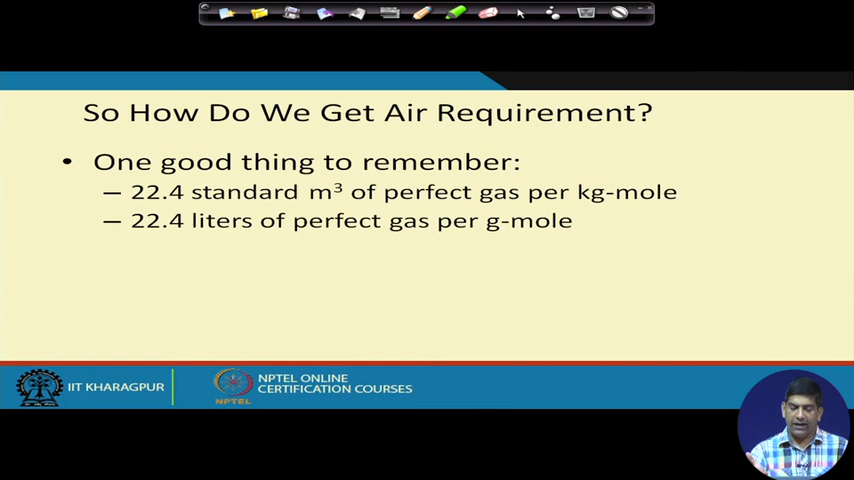 So How Do We Get Air Requirement?
• One good thing to remember:
– 22.4 standard m³ of perfect gas per kg-mole
– 22.4 liters of perfect gas per g-mole
IIT KHARAGPUR
NPTEL ONLINE
CERTIFICATION COURSES
NPTEL